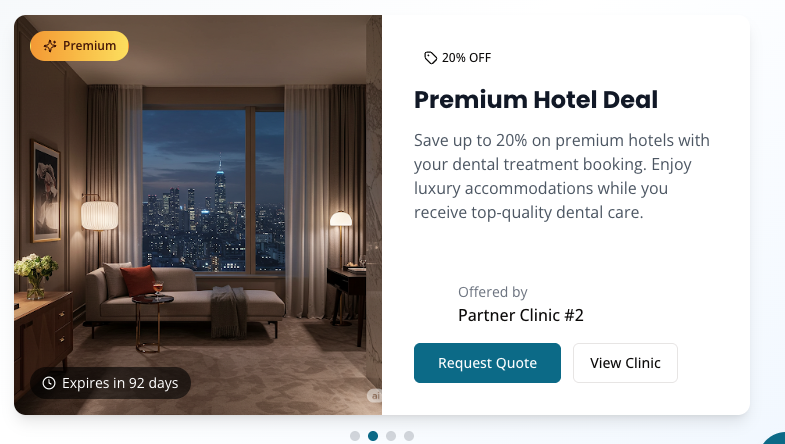 Premium
20% OFF
Premium Hotel Deal
Save up to 20% on premium hotels with
your dental treatment booking. Enjoy
luxury accommodations while you
receive top-quality dental care.
Offered by
Partner Clinic #2
Request Quote
View Clinic
Expires in 92 days
ai